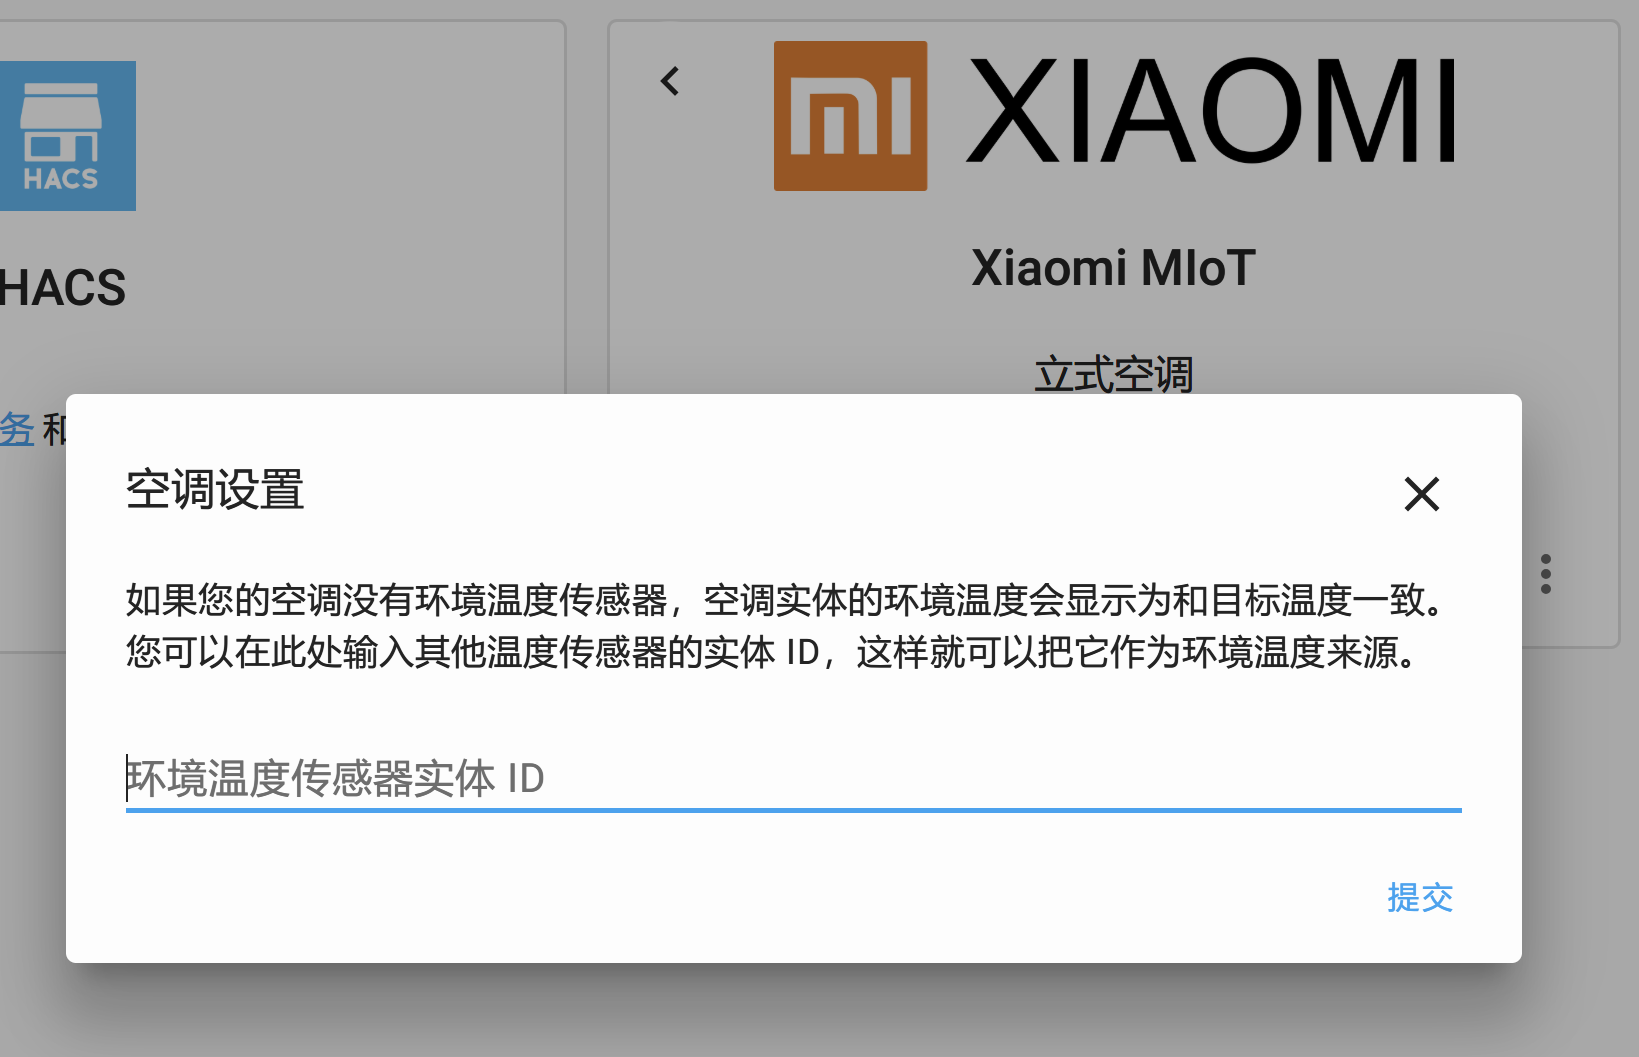 HACS
HACS
务 和
mi XIAOMI
Xiaomi MIoT
立式空调
空调设置
如果您的空调没有环境温度传感器，空调实体的环境温度会显示为和目标温度一致。
您可以在此处输入其他温度传感器的实体 ID，这样就可以把它作为环境温度来源。
环境温度传感器实体 ID
提交